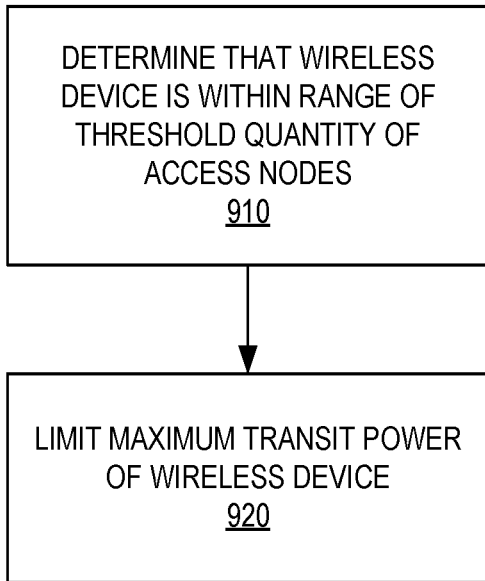 DETERMINE THAT WIRELESS
DEVICE IS WITHIN RANGE OF
THRESHOLD QUANTITY OF
ACCESS NODES
910
LIMIT MAXIMUM TRANSIT POWER
OF WIRELESS DEVICE
920